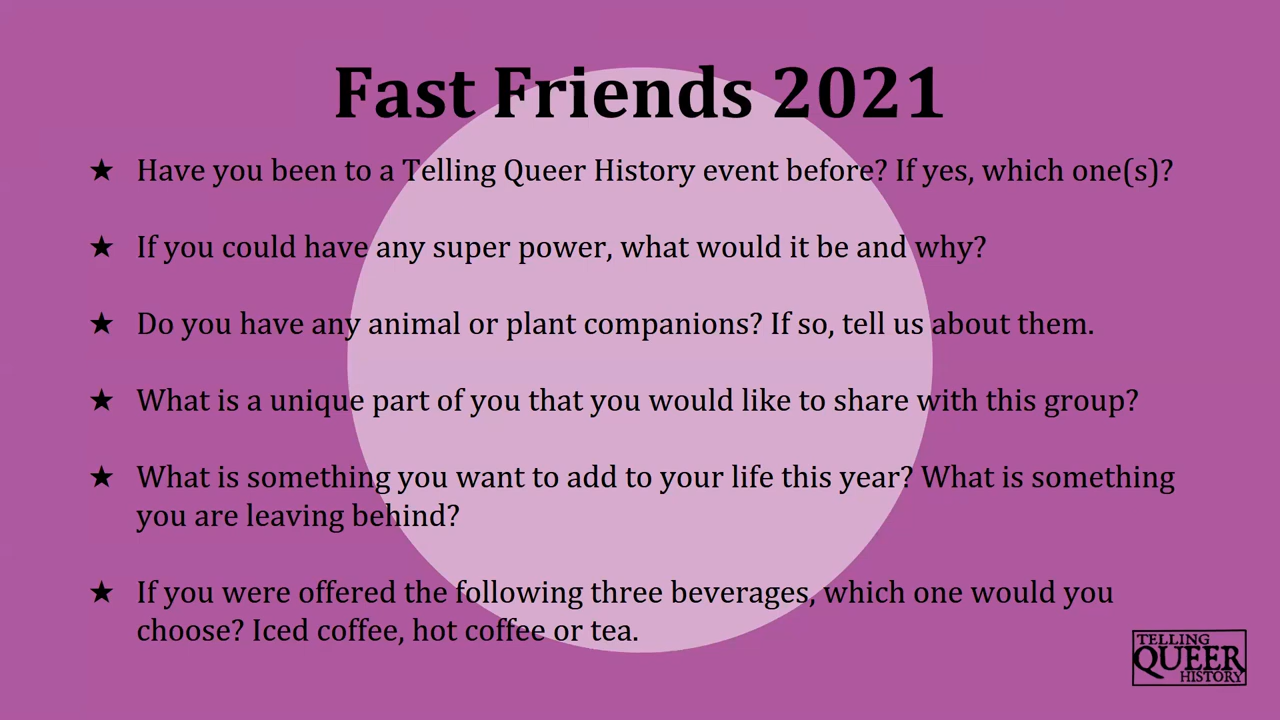 Fast Friends 2021
★ Have you been to a Telling Queer History event before? If yes, which one(s)?
★ If you could have any super power, what would it be and why?
★ Do you have any animal or plant companions? If so, tell us about them.
★ What is a unique part of you that you would like to share with this group?
★ What is something you want to add to your life this year? What is something
you are leaving behind?
★ If you were offered the following three beverages, which one would you
choose? Iced coffee, hot coffee or tea.
TELLING
QUEER
HISTORY